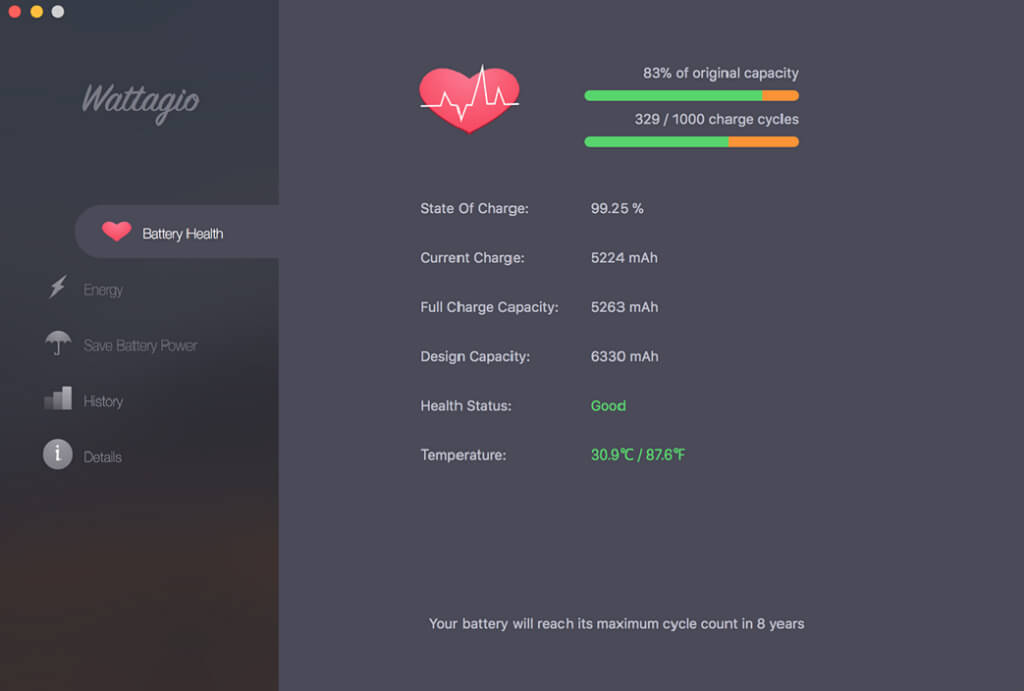 Wattagio
Battery Health
Energy
Save Battery Power
History
Details
83% of original capacity
329 / 1000 charge cycles
State Of Charge: 99.25 %
Current Charge: 5224 mAh
Full Charge Capacity: 5263 mAh
Design Capacity: 6330 mAh
Health Status: Good
Temperature: 30.9℃ / 87.6℉
Your battery will reach its maximum cycle count in 8 years